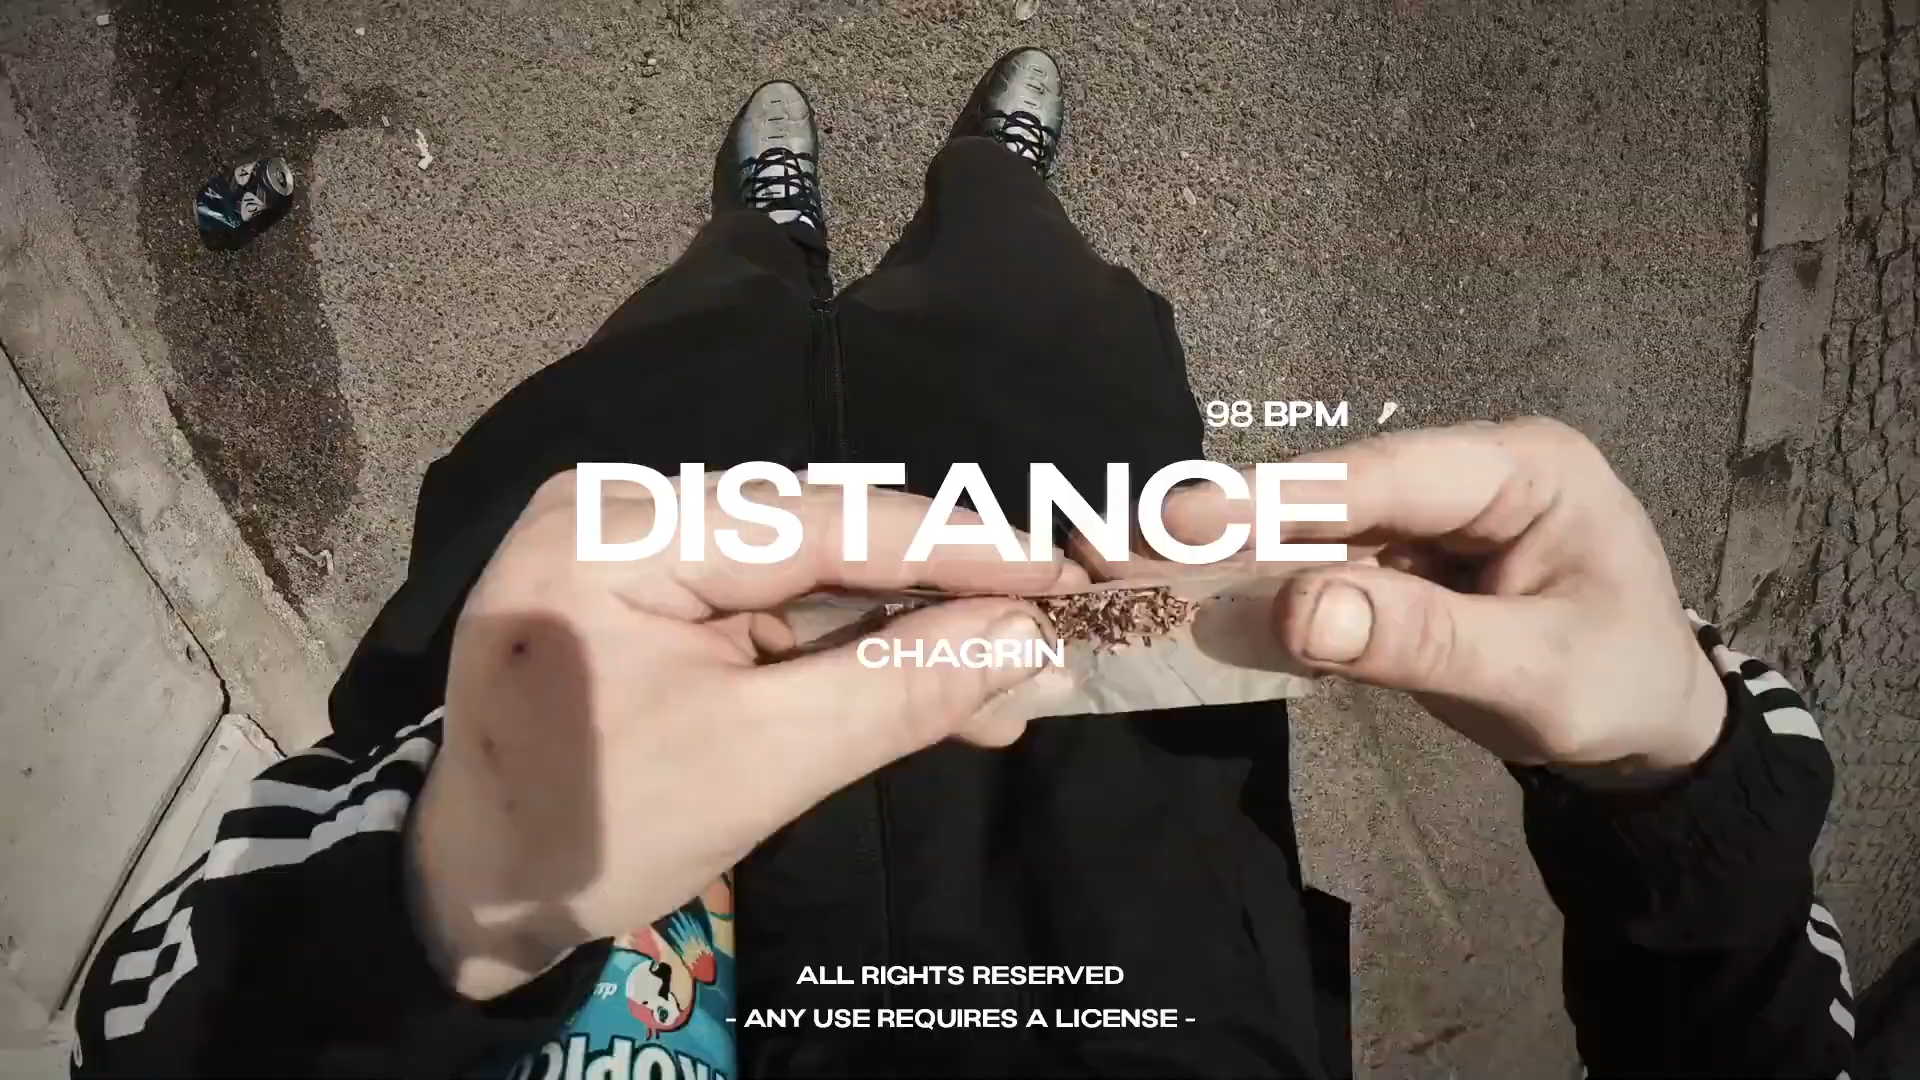 98 BPM
DISTANCE
CHAGRIN
ALL RIGHTS RESERVED
- ANY USE REQUIRES A LICENSE -